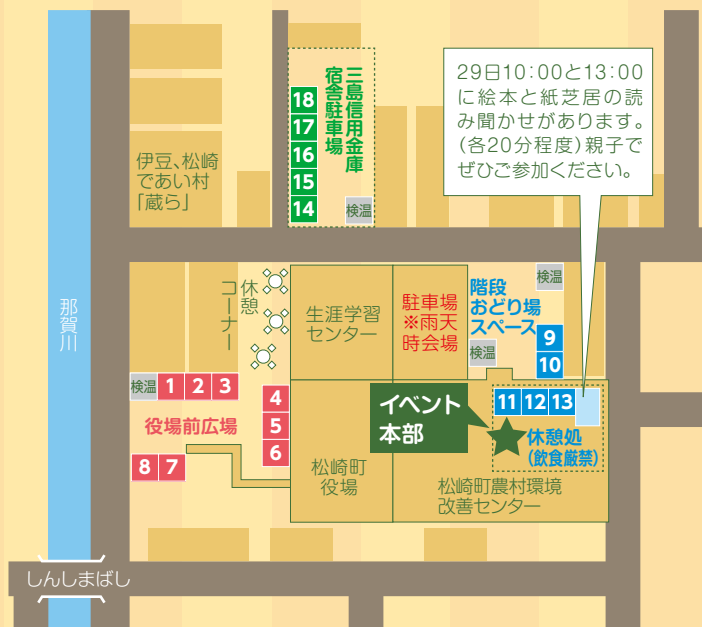 29日10:00と13:00
に絵本と紙芝居の読
み聞かせがあります。
(各20分程度)親子で
ぜひご参加ください。
三島信用金庫
宿舎駐車場
18
17
16
15
14
検温
伊豆、松崎
であい村
「蔵ら」
那賀川
休憩
コーナー
生涯学習
センター
駐車場
※雨天
時会場
階段
おどり場
スペース
検温
検温
9
10
検温
1
2
3
4
5
6
役場前広場
8
7
イベント
本部
11
12
13
休憩処
(飲食厳禁)
松崎町
役場
松崎町農村環境
改善センター
しんしまばし